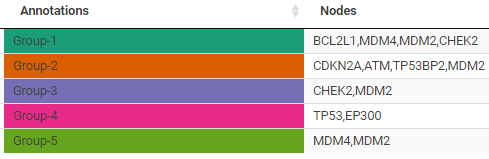 Annotations Nodes
Group-1 BCL2L1,MDM4,MDM2,CHEK2
Group-2 CDKN2A,ATM,TP53BP2,MDM2
Group-3 CHEK2,MDM2
Group-4 TP53,EP300
Group-5 MDM4,MDM2